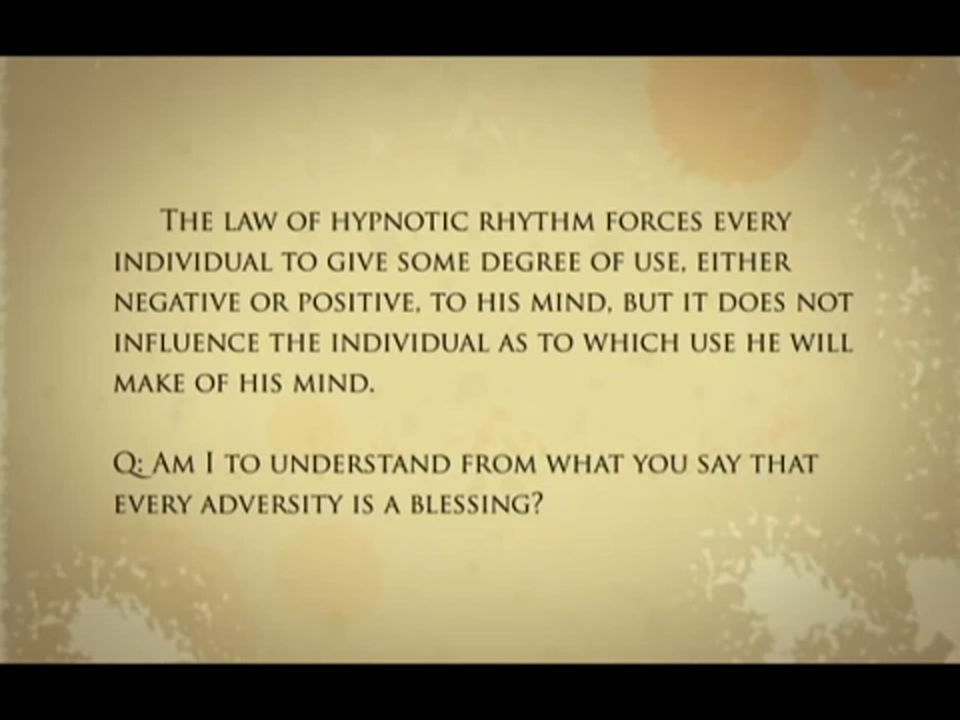 The law of hypnotic rhythm forces every
individual to give some degree of use, either
negative or positive, to his mind, but it does not
influence the individual as to which use he will
make of his mind.
Q: Am I to understand from what you say that
every adversity is a blessing?